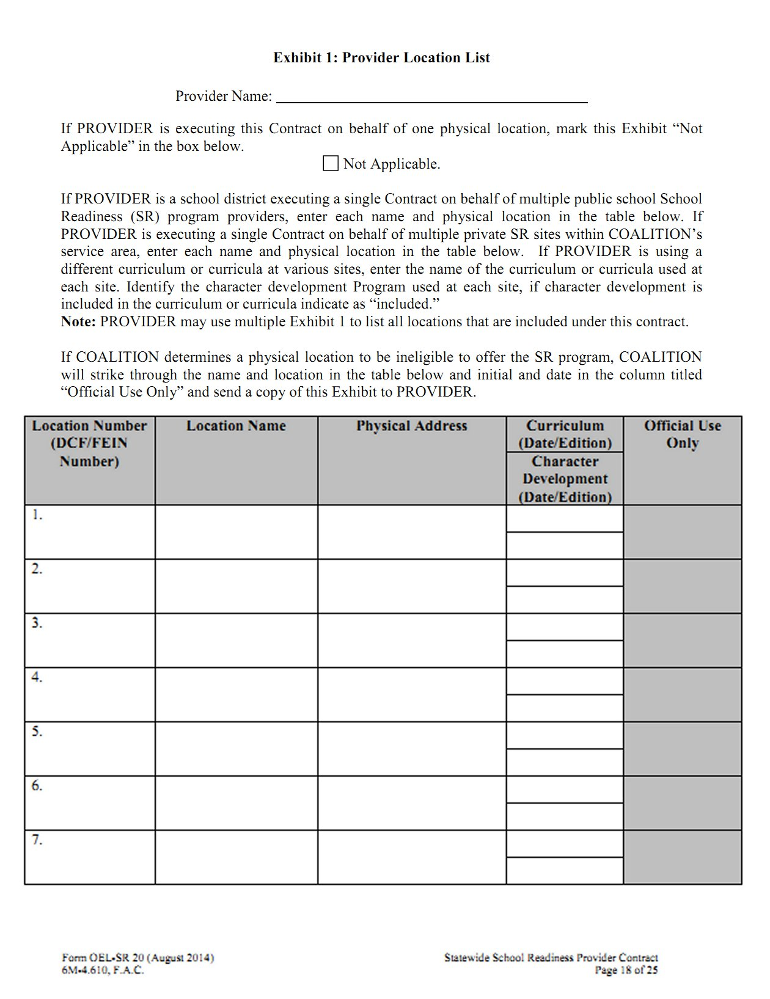 Exhibit 1: Provider Location List
Provider Name:
If PROVIDER is executing this Contract on behalf of one physical location, mark this Exhibit “Not
Applicable” in the box below.
Not Applicable.
If PROVIDER is a school district executing a single Contract on behalf of multiple public school School
Readiness (SR) program providers, enter each name and physical location in the table below. If
PROVIDER is executing a single Contract on behalf of multiple private SR sites within COALITION’s
service area, enter each name and physical location in the table below. If PROVIDER is using a
different curriculum or curricula at various sites, enter the name of the curriculum or curricula used at
each site. Identify the character development Program used at each site, if character development is
included in the curriculum or curricula indicate as “included.”
Note: PROVIDER may use multiple Exhibit 1 to list all locations that are included under this contract.
If COALITION determines a physical location to be ineligible to offer the SR program, COALITION
will strike through the name and location in the table below and initial and date in the column titled
“Official Use Only” and send a copy of this Exhibit to PROVIDER.
Location Number
(DCF/FEIN
Number)
Location Name
Physical Address
Curriculum
(Date/Edition)
Character
Development
(Date/Edition)
Official Use
Only
1.
2.
3.
4.
5.
6.
7.
Form OEL-SR 20 (August 2014)
6M-4.610, F.A.C.
Statewide School Readiness Provider Contract
Page 18 of 25